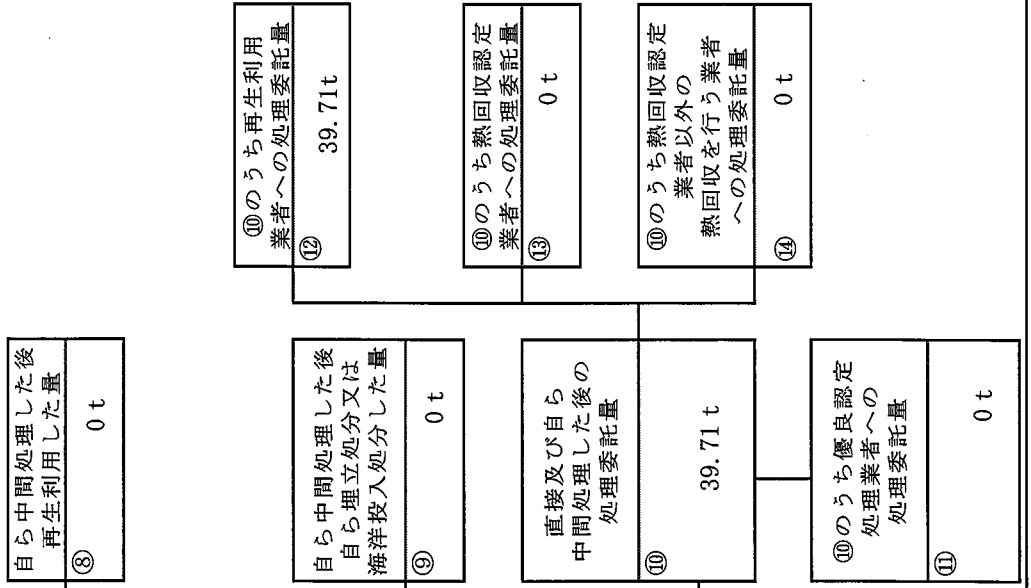 自ら中間処理した後
再生利用した量
⑧
0 t
自ら中間処理した後
自ら埋立処分又は
海洋投入処分した量
⑨
0 t
直接及び自ら
中間処理した後の
処理委託量
⑩
39.71t
⑩のうち優良認定
処理業者への
処理委託量
⑪
0 t
⑩のうち再生利用
業者への処理委託量
⑫
39.71t
⑩のうち熱回収認定
業者への処理委託量
⑬
0 t
⑩のうち熱回収認定
業者以外の
熱回収を行う業者
への処理委託量
⑭
0 t